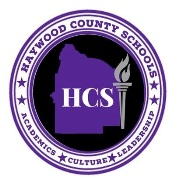 HAYWOOD COUNTY SCHOOLS
HCS
ACADEMICS ★ CULTURE ★ LEADERSHIP